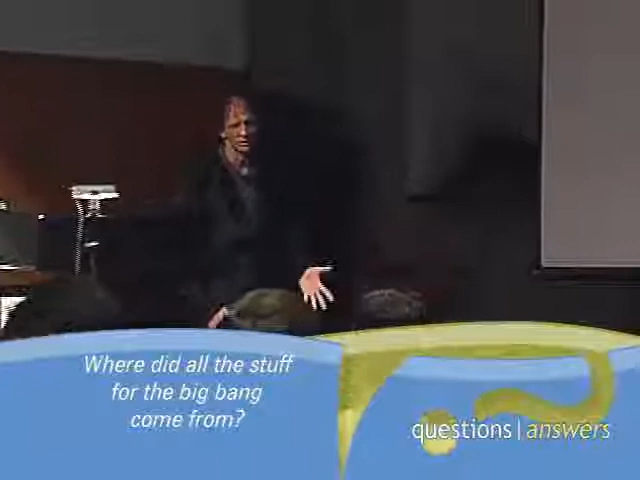 Where did all the stuff
for the big bang
come from?
questions | answers